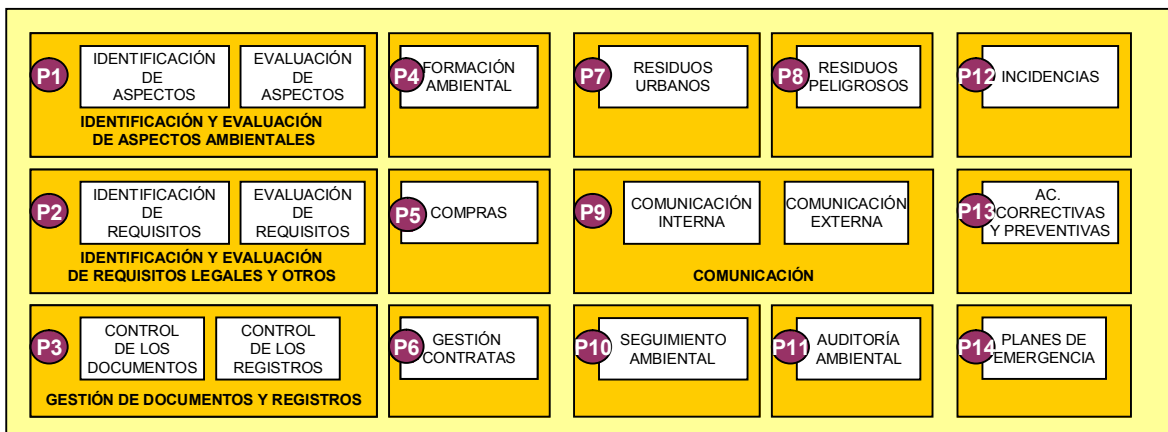 P1
IDENTIFICACIÓN
DE
ASPECTOS
EVALUACIÓN
DE
ASPECTOS
IDENTIFICACIÓN Y EVALUACIÓN
DE ASPECTOS AMBIENTALES
P4
FORMACIÓN
AMBIENTAL
P7
RESIDUOS
URBANOS
P8
RESIDUOS
PELIGROSOS
P12
INCIDENCIAS
P2
IDENTIFICACIÓN
DE
REQUISITOS
EVALUACIÓN
DE
REQUISITOS
IDENTIFICACIÓN Y EVALUACIÓN
DE REQUISITOS LEGALES Y OTROS
P5
COMPRAS
P9
COMUNICACIÓN
INTERNA
COMUNICACIÓN
EXTERNA
COMUNICACIÓN
P13
AC.
CORRECTIVAS
Y PREVENTIVAS
P3
CONTROL
DE LOS
DOCUMENTOS
CONTROL
DE LOS
REGISTROS
GESTIÓN DE DOCUMENTOS Y REGISTROS
P6
GESTIÓN
CONTRATAS
P10
SEGUIMIENTO
AMBIENTAL
P11
AUDITORÍA
AMBIENTAL
P14
PLANES DE
EMERGENCIA